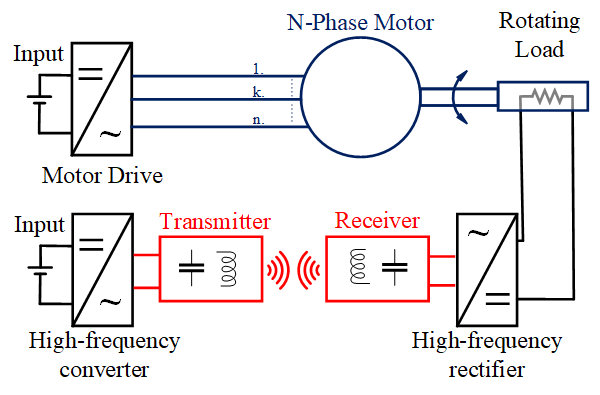 N-Phase Motor
Rotating
Load
Input
1.
k.
n.
Motor Drive
Input
Transmitter
Receiver
High-frequency
converter
High-frequency
rectifier